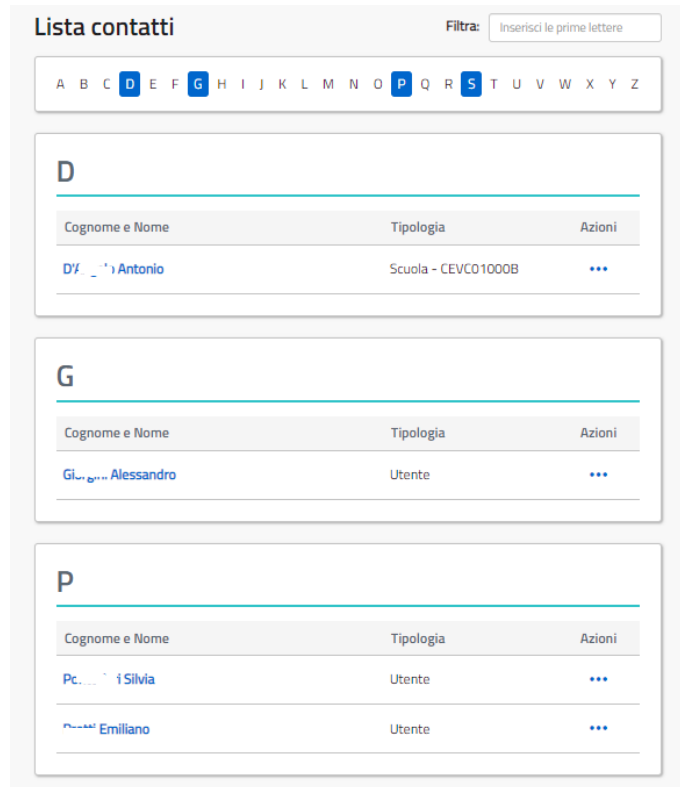 Lista contatti Filtra: Inserisci le prime lettere
A B C D E F G H I J K L M N O P Q R S T U V W X Y Z
D
Cognome e Nome Tipologia Azioni
Antonio Scuola - CEVC01000B •••
G
Cognome e Nome Tipologia Azioni
Alessandro Utente •••
P
Cognome e Nome Tipologia Azioni
Silvia Utente •••
Emiliano Utente •••